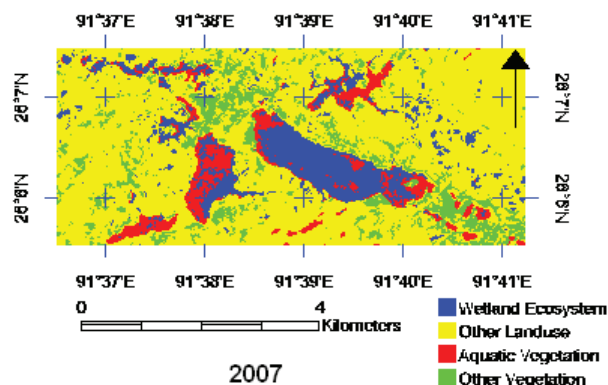 91°37'E 91°38'E 91°39'E 91°40'E 91°41'E
26°7'N 26°7'N
26°6'N 26°6'N
91°37'E 91°38'E 91°39'E 91°40'E 91°41'E
0 4
Kilometers
2007
Wetland Ecosystem
Other Landuse
Aquatic Vegetation
Other Vegetation